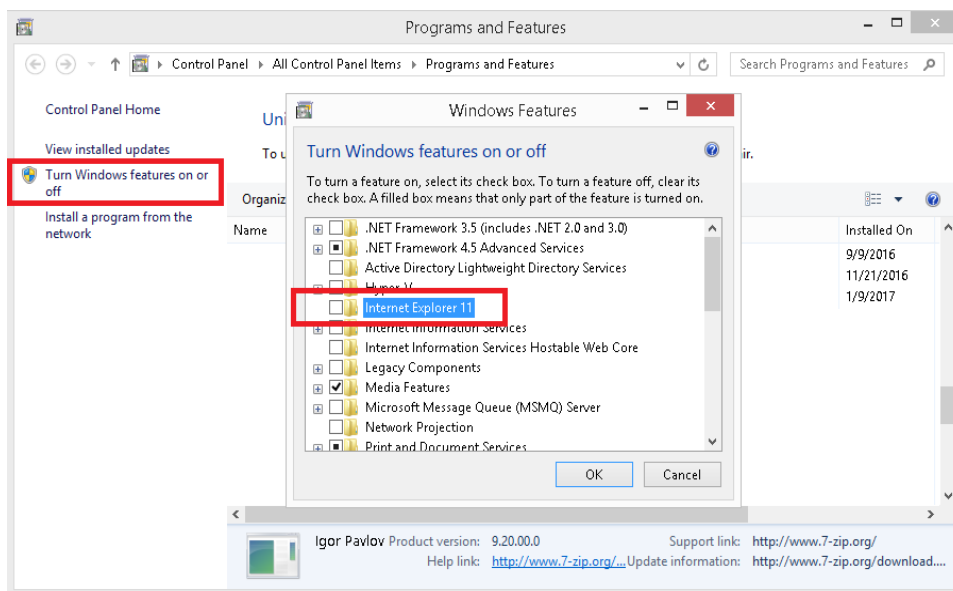 Programs and Features
Control Panel All Control Panel Items Programs and Features
Search Programs and Features
Control Panel Home
View installed updates
Turn Windows features on or
off
Install a program from the
network
Uni
To u
ir.
Organiz
Name
Installed On
9/9/2016
11/21/2016
1/9/2017
Windows Features
Turn Windows features on or off
To turn a feature on, select its check box. To turn a feature off, clear its
check box. A filled box means that only part of the feature is turned on.
.NET Framework 3.5 (includes .NET 2.0 and 3.0)
.NET Framework 4.5 Advanced Services
Active Directory Lightweight Directory Services
Hyper-V
Internet Explorer 11
Internet Information Services
Internet Information Services Hostable Web Core
Legacy Components
Media Features
Microsoft Message Queue (MSMQ) Server
Network Projection
Print and Document Services
OK Cancel
Igor Pavlov Product version: 9.20.00.0 Support link: http://www.7-zip.org/
Help link: http://www.7-zip.org/... Update information: http://www.7-zip.org/download....